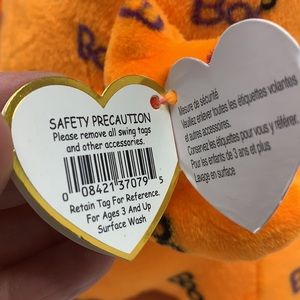 Boo
SAFETY PRECAUTION
Please remove all swing tags
and other accessories.
0 08421 37079 5
Retain Tag For Reference.
For Ages 3 And Up
Surface Wash
Mesure de sécurité
Veuillez enlever toutes les étiquettes volantes
et autres accessoires.
Conservez les étiquettes pour vous y référer.
Pour les enfants de 3 ans et plus
Lavage en surface